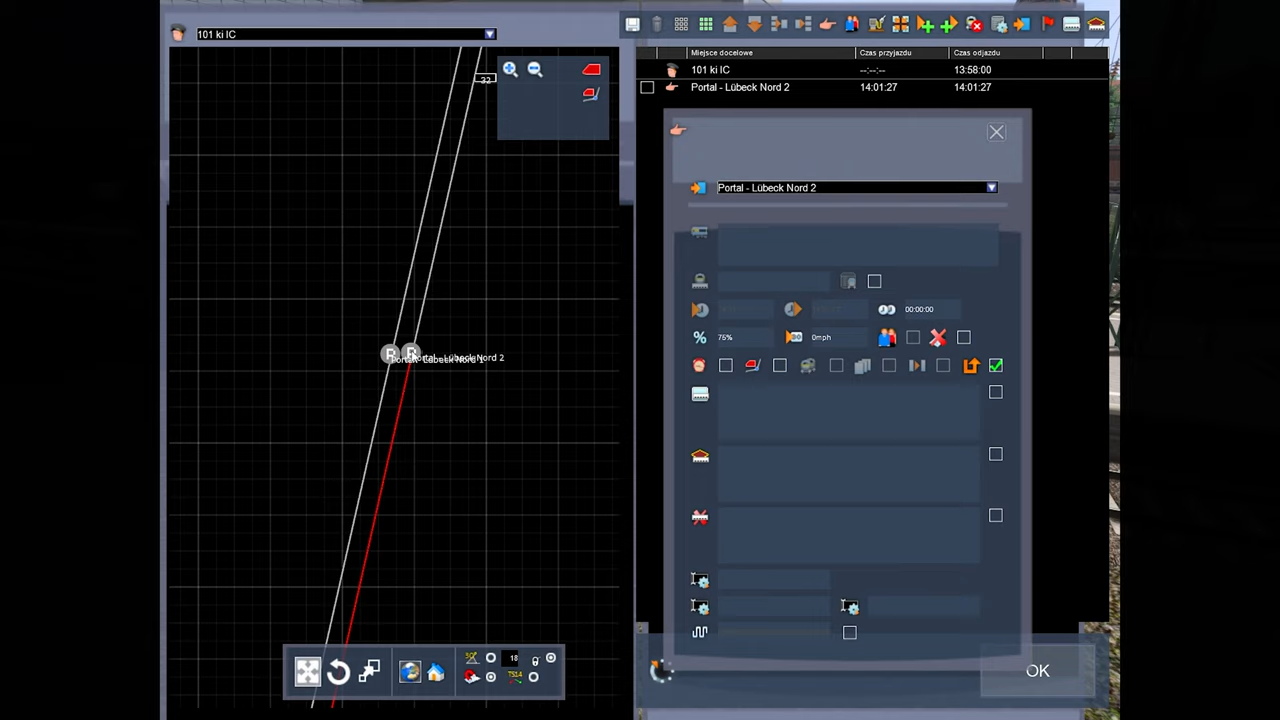 101 ki IC
32
Miejsce docelowe Czas przyjazdu Czas odjazdu
101 ki IC --:--:-- 13:58:00
Portal - Lübeck Nord 2 14:01:27 14:01:27
Portal - Lübeck Nord 2
00:00:00
75% 0mph
Portal - Lübeck Nord 2
18
TS14
OK